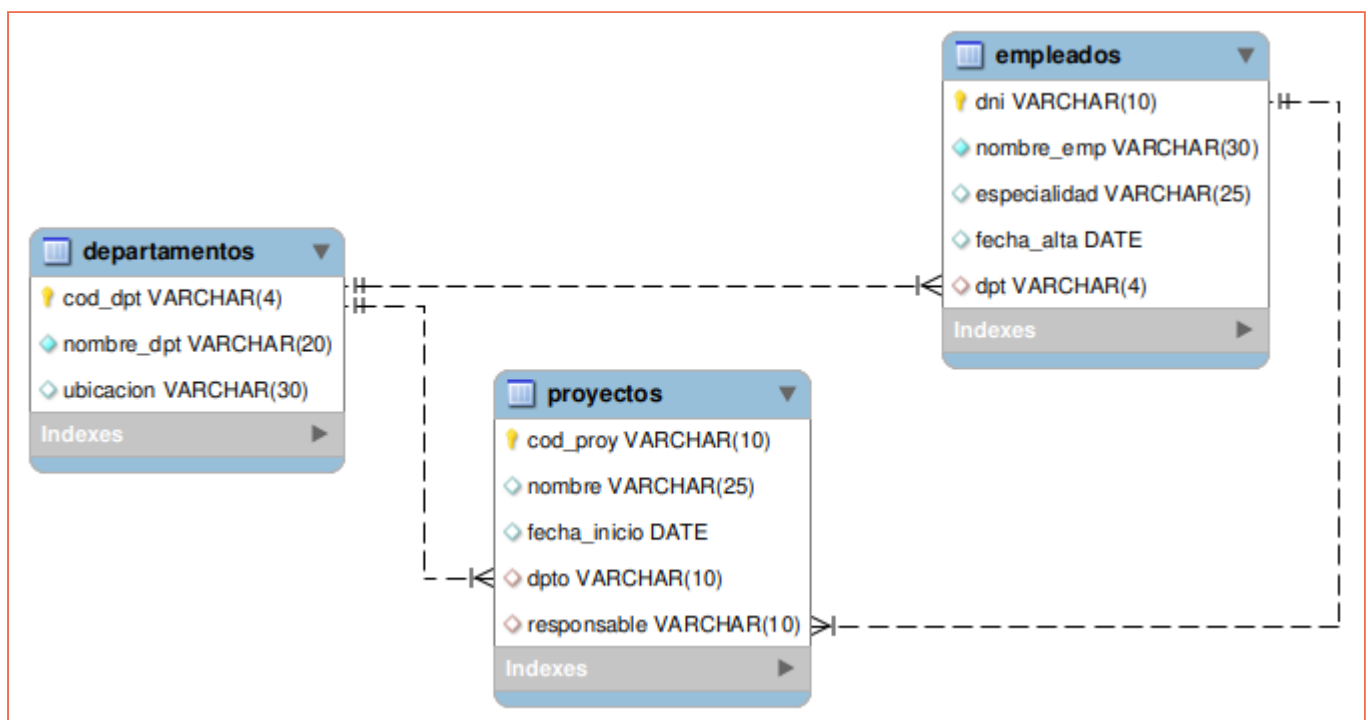 empleados
dni VARCHAR(10)
nombre_emp VARCHAR(30)
especialidad VARCHAR(25)
fecha_alta DATE
dpt VARCHAR(4)
Indexes
departamentos
cod_dpt VARCHAR(4)
nombre_dpt VARCHAR(20)
ubicacion VARCHAR(30)
Indexes
proyectos
cod_proy VARCHAR(10)
nombre VARCHAR(25)
fecha_inicio DATE
dpto VARCHAR(10)
responsable VARCHAR(10)
Indexes